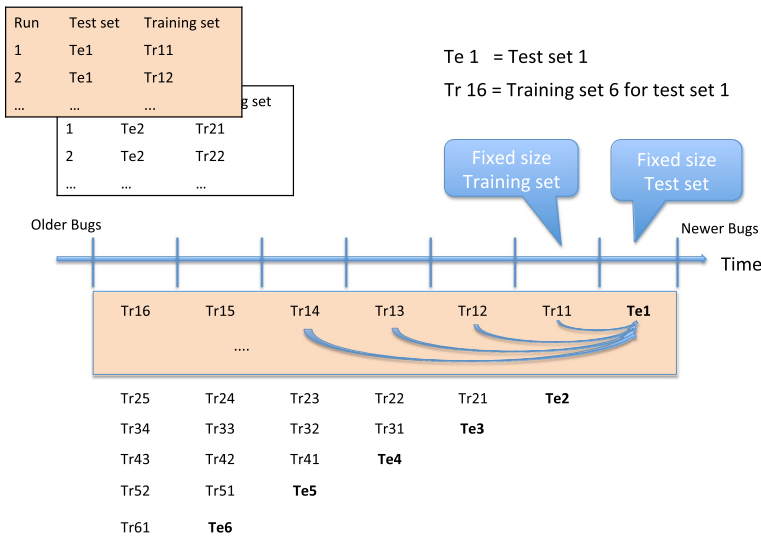 Run Test set Training set
1 Te1 Tr11
2 Te1 Tr12
... ... ...
g set
1 Te2 Tr21
2 Te2 Tr22
... ... ...
Te 1 = Test set 1
Tr 16 = Training set 6 for test set 1
Fixed size
Training set
Fixed size
Test set
Older Bugs
Newer Bugs
Time
Tr16 Tr15 Tr14 Tr13 Tr12 Tr11 Te1
....
Tr25 Tr24 Tr23 Tr22 Tr21 Te2
Tr34 Tr33 Tr32 Tr31 Te3
Tr43 Tr42 Tr41 Te4
Tr52 Tr51 Te5
Tr61 Te6